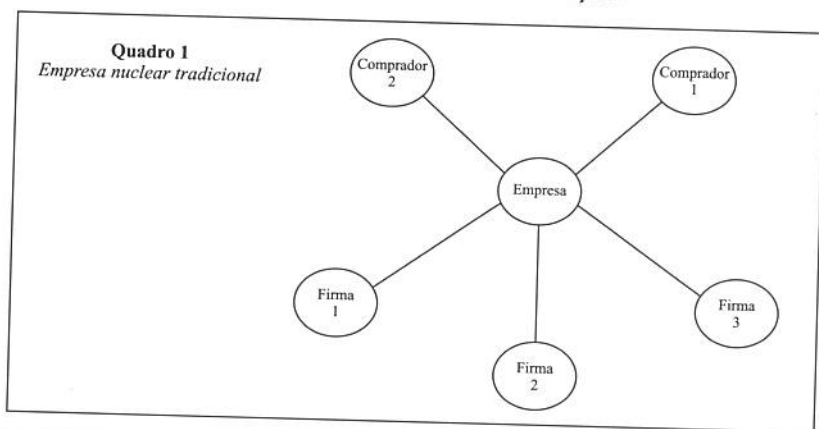 Quadro 1
Empresa nuclear tradicional
Comprador
2
Comprador
1
Empresa
Firma
1
Firma
2
Firma
3